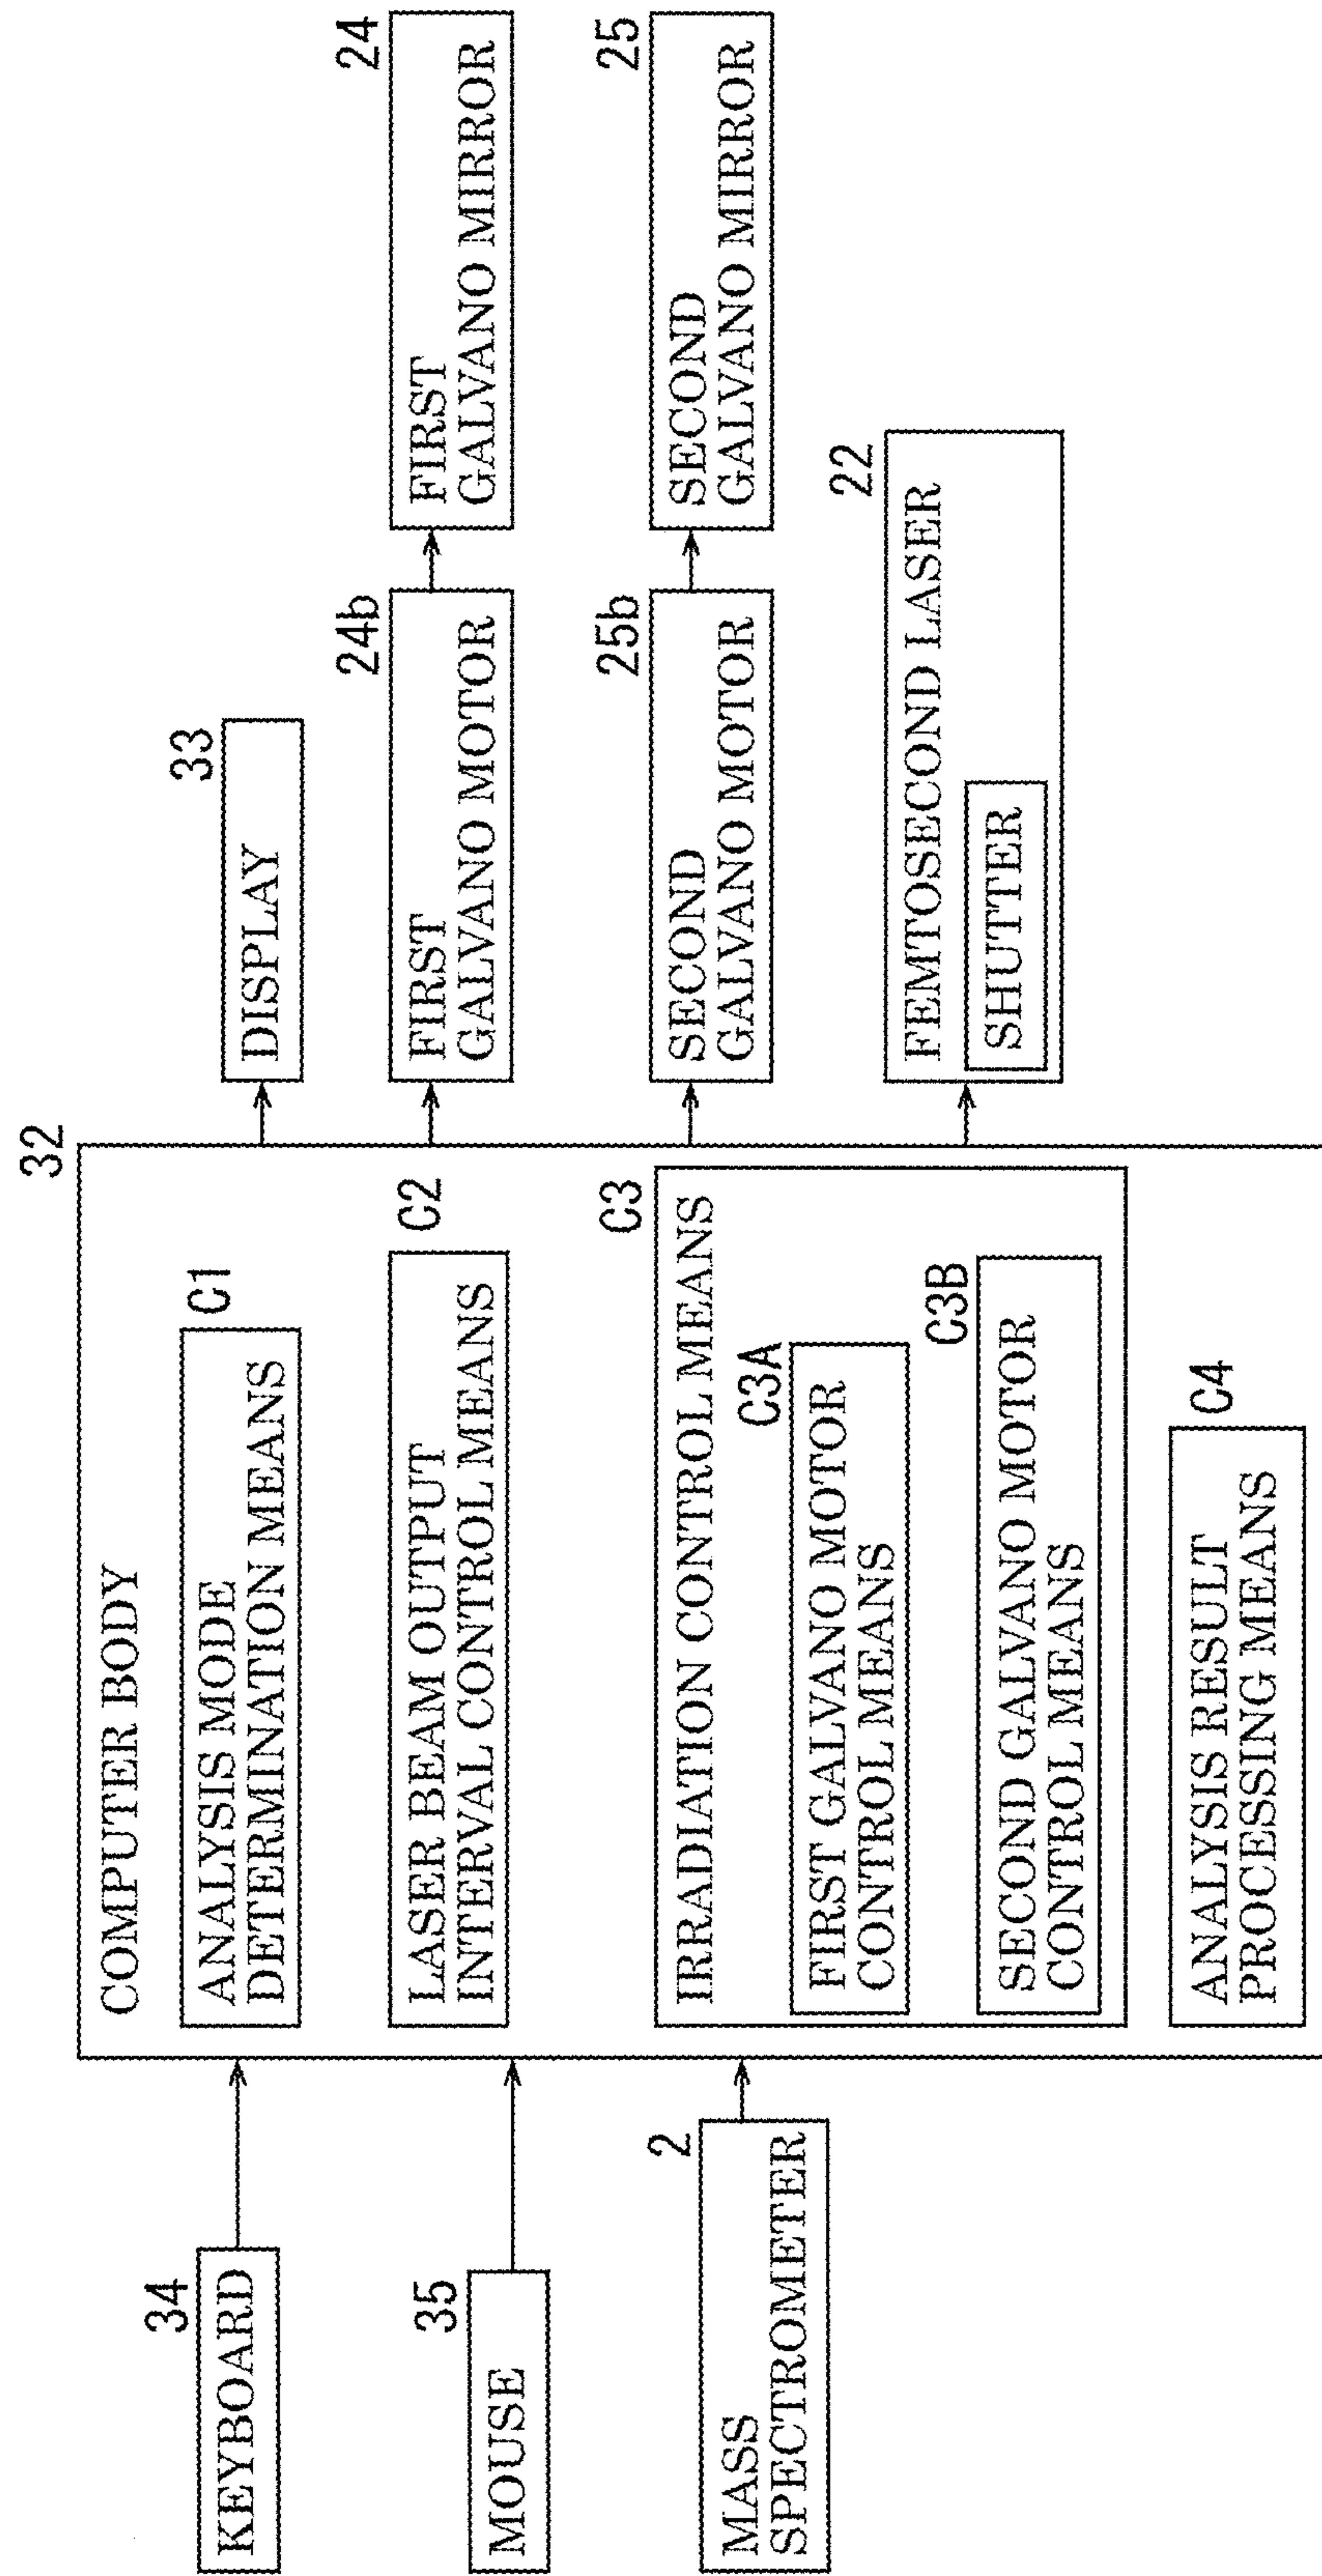 34
KEYBOARD
35
MOUSE
2
MASS
SPECTROMETER
32
COMPUTER BODY
C1
ANALYSIS MODE
DETERMINATION MEANS
C2
LASER BEAM OUTPUT
INTERVAL CONTROL MEANS
C3
IRRADIATION CONTROL MEANS
C3A
FIRST GALVANO MOTOR
CONTROL MEANS
C3B
SECOND GALVANO MOTOR
CONTROL MEANS
C4
ANALYSIS RESULT
PROCESSING MEANS
33
DISPLAY
24b
FIRST
GALVANO MOTOR
24
FIRST
GALVANO MIRROR
25b
SECOND
GALVANO MOTOR
25
SECOND
GALVANO MIRROR
22
FEMTOSECOND LASER
SHUTTER